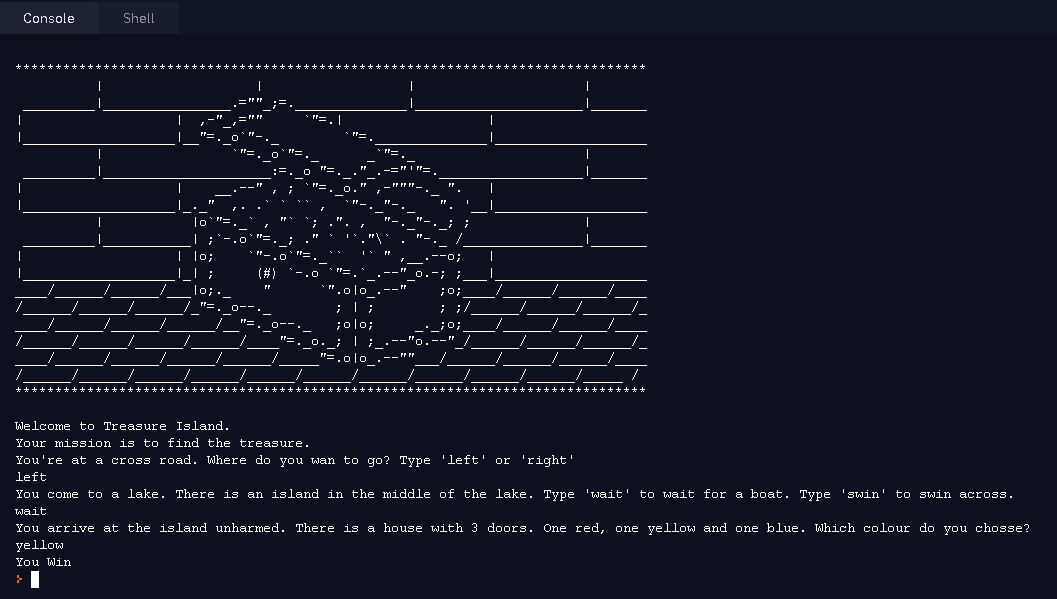 Console
Shell
Welcome to Treasure Island.
Your mission is to find the treasure.
You're at a cross road. Where do you wan to go? Type 'left' or 'right'
left
You come to a lake. There is an island in the middle of the lake. Type 'wait' to wait for a boat. Type 'swin' to swin across.
wait
You arrive at the island unharmed. There is a house with 3 doors. One red, one yellow and one blue. Which colour do you chosse?
yellow
You Win